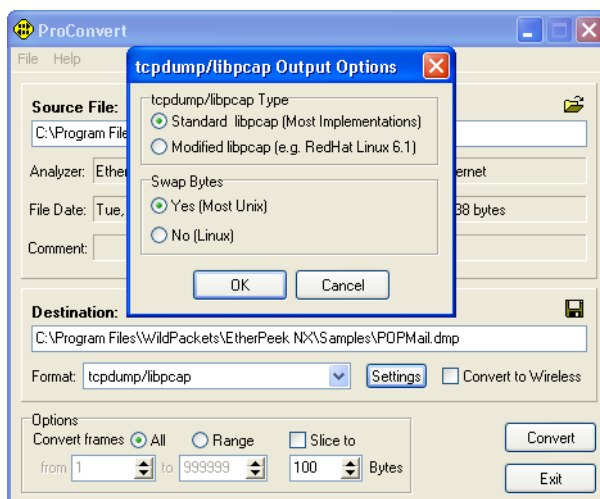 ProConvert
File Help
tcpdump/libpcap Output Options
tcpdump/libpcap Type
Standard libpcap (Most Implementations)
Modified libpcap (e.g. RedHat Linux 6.1)
Swap Bytes
Yes (Most Unix)
No (Linux)
OK Cancel
Source File:
C:\Program File
Analyzer: Ether
File Date: Tue, 38 bytes
Comment:
Destination:
C:\Program Files\WildPackets\EtherPeek NX\Samples\POPMail.dmp
Format: tcpdump/libpcap Settings Convert to Wireless
Options
Convert frames All Range Slice to
from 1 to 999999 100 Bytes
Convert
Exit